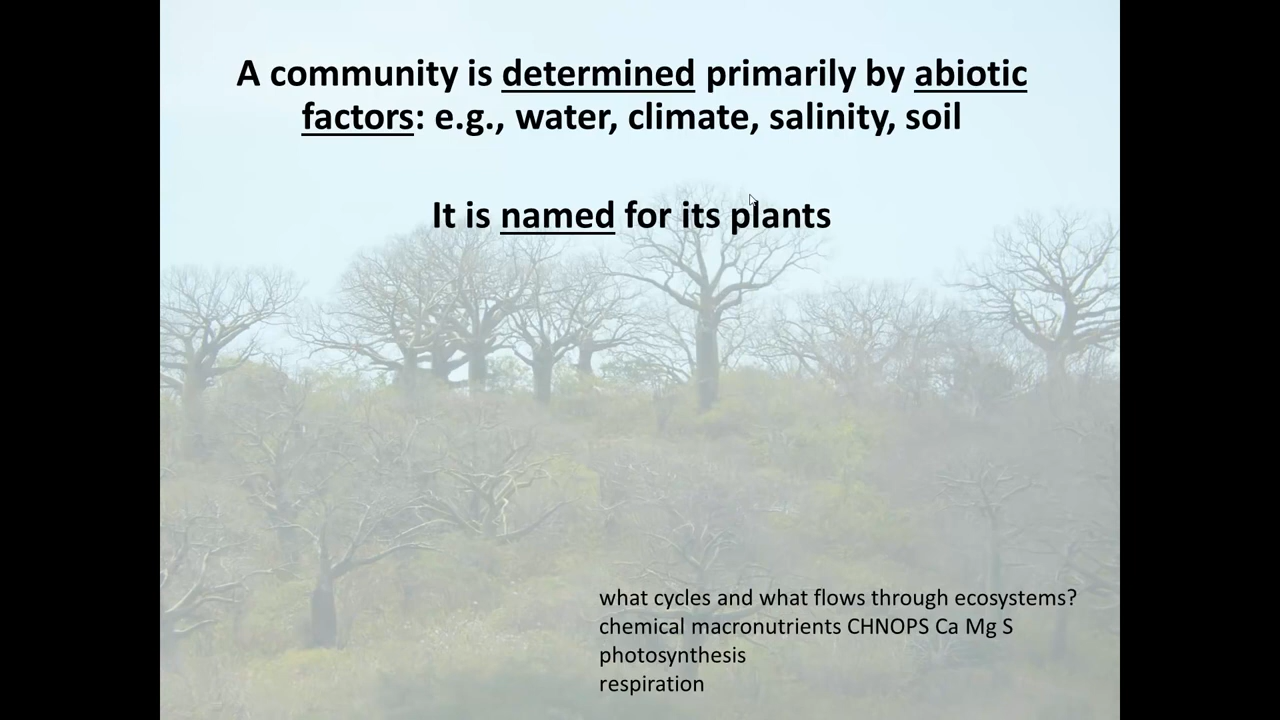 A community is determined primarily by abiotic
factors: e.g., water, climate, salinity, soil
It is named for its plants
what cycles and what flows through ecosystems?
chemical macronutrients CHNOPS Ca Mg S
photosynthesis
respiration